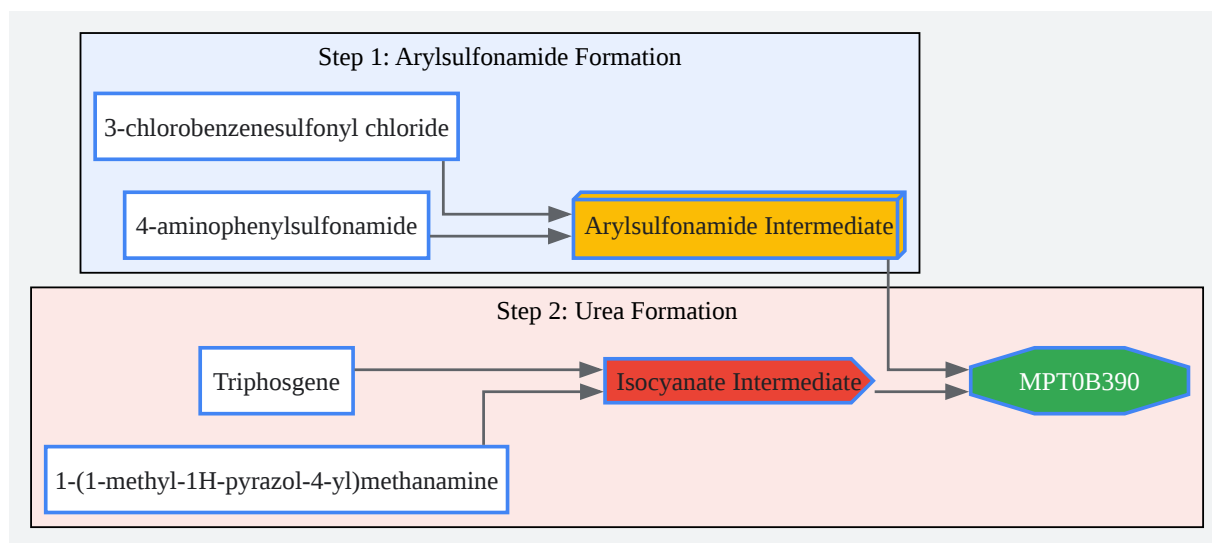 Step 1: Arylsulfonamide Formation
3-chlorobenzenesulfonyl chloride
4-aminophenylsulfonamide
Arylsulfonamide Intermediate
Step 2: Urea Formation
Triphosgene
Isocyanate Intermediate
MPT0B390
1-(1-methyl-1H-pyrazol-4-yl)methanamine